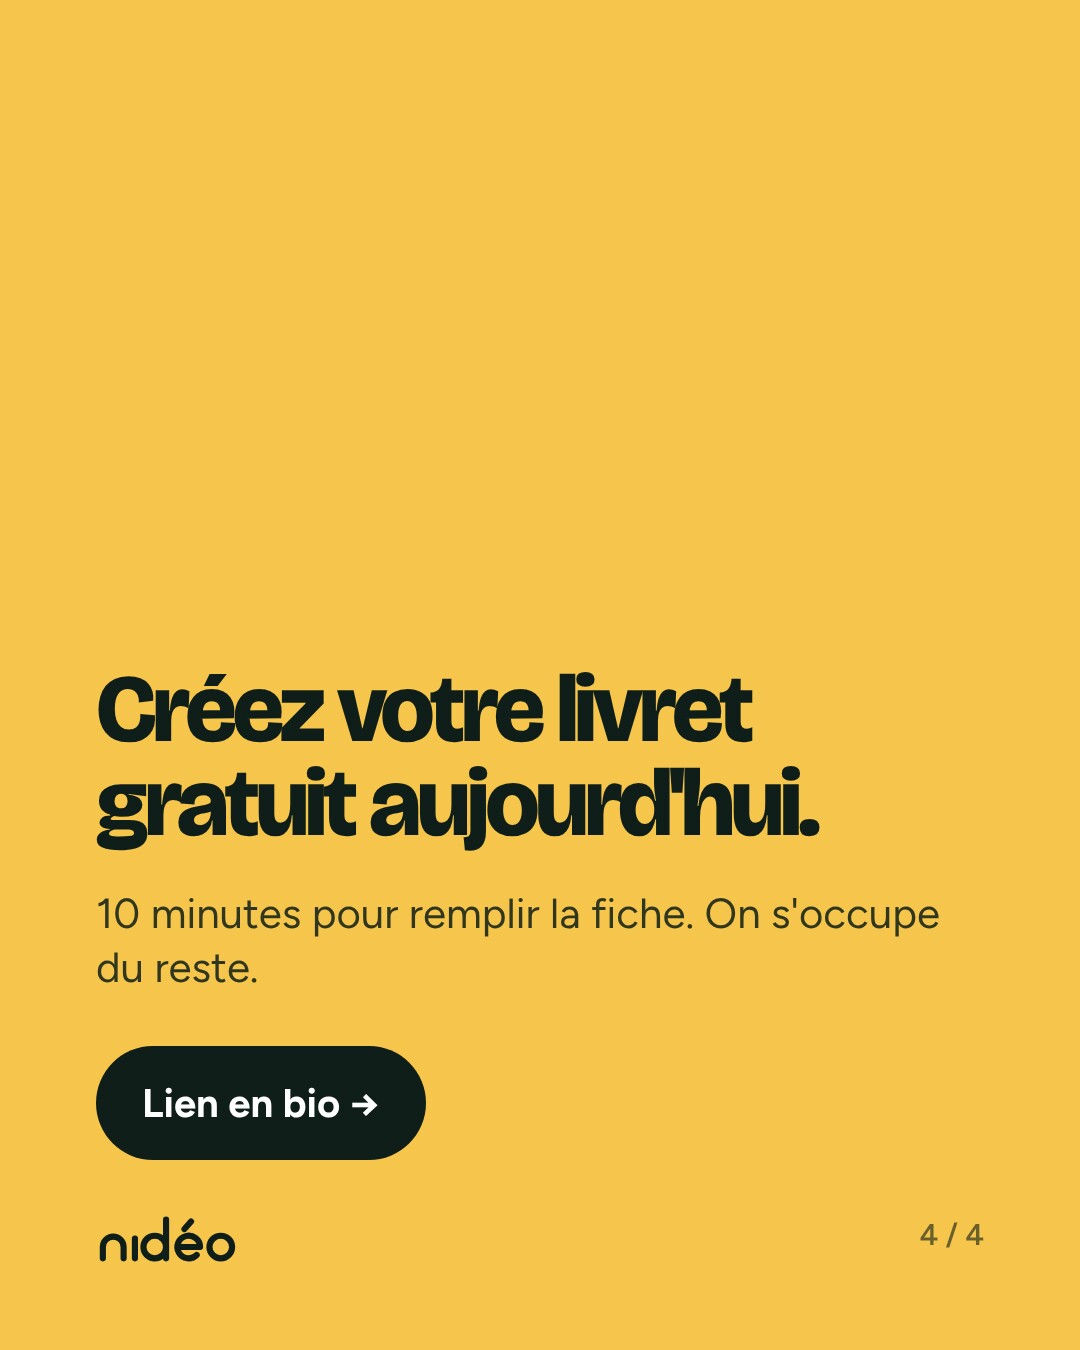 Créez votre livret
gratuit aujourd'hui.
10 minutes pour remplir la fiche. On s'occupe
du reste.
Lien en bio →
nidéo
4 / 4